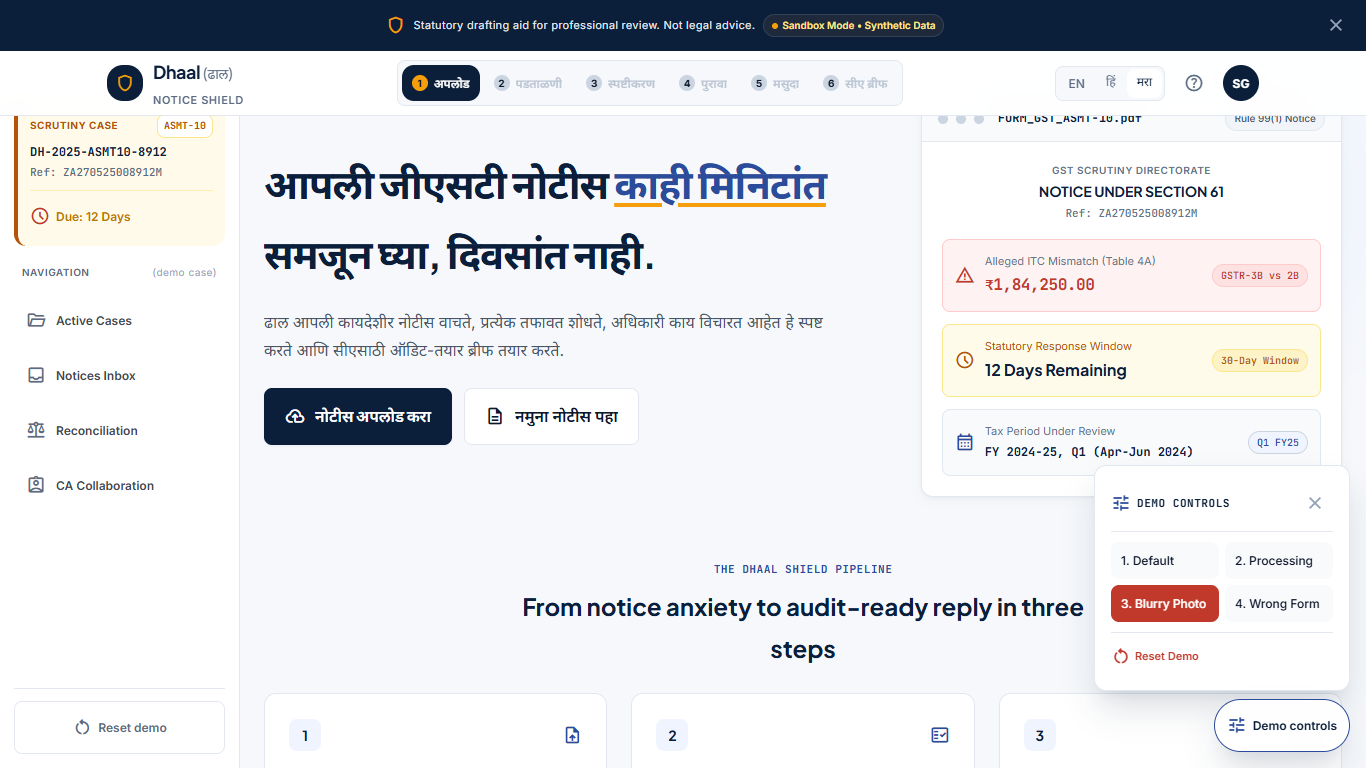 Statutory drafting aid for professional review. Not legal advice.
Sandbox Mode • Synthetic Data
Dhaal (ढाल)
NOTICE SHIELD
1 अपलोड
2 पडताळणी
3 स्पष्टीकरण
4 पुरावा
5 मसुदा
6 सीए ब्रीफ
EN
हिं
मरा
SG
SCRUTINY CASE
ASMT-10
DH-2025-ASMT10-8912
Ref: ZA270525008912M
Due: 12 Days
NAVIGATION
(demo case)
Active Cases
Notices Inbox
Reconciliation
CA Collaboration
Reset demo
आपली जीएसटी नोटीस काही मिनिटांत
समजून घ्या, दिवसांत नाही.
ढाल आपली कायदेशीर नोटीस वाचते, प्रत्येक तफावत शोधते, अधिकारी काय विचारत आहेत हे स्पष्ट
करते आणि सीएसाठी ऑडिट-तयार ब्रीफ तयार करते.
नोटीस अपलोड करा
नमुना नोटीस पहा
FORM_GST_ASMT-10.pdf
Rule 99(1) Notice
GST SCRUTINY DIRECTORATE
NOTICE UNDER SECTION 61
Ref: ZA270525008912M
Alleged ITC Mismatch (Table 4A)
₹1,84,250.00
GSTR-3B vs 2B
Statutory Response Window
12 Days Remaining
30-Day Window
Tax Period Under Review
FY 2024-25, Q1 (Apr-Jun 2024)
Q1 FY25
THE DHAAL SHIELD PIPELINE
From notice anxiety to audit-ready reply in three
steps
1
2
3
DEMO CONTROLS
1. Default
2. Processing
3. Blurry Photo
4. Wrong Form
Reset Demo
Demo controls